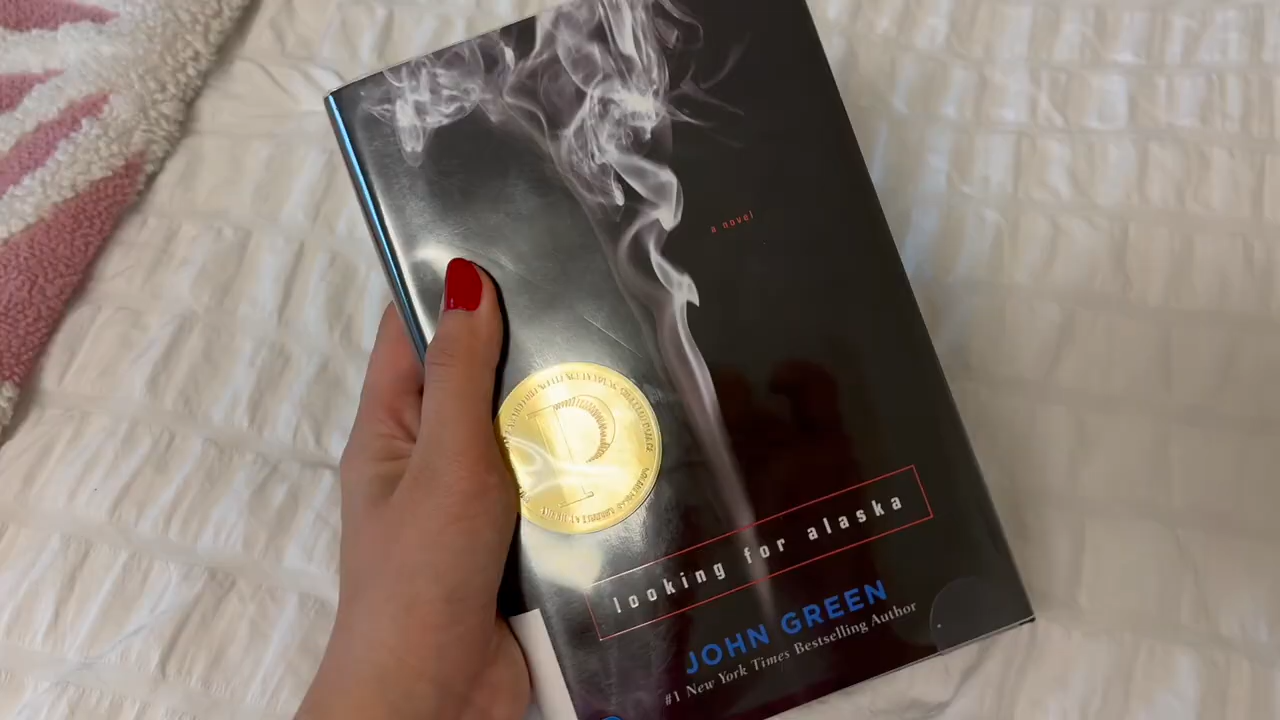 a novel
P
looking for alaska
JOHN GREEN
#1 New York Times Bestselling Author